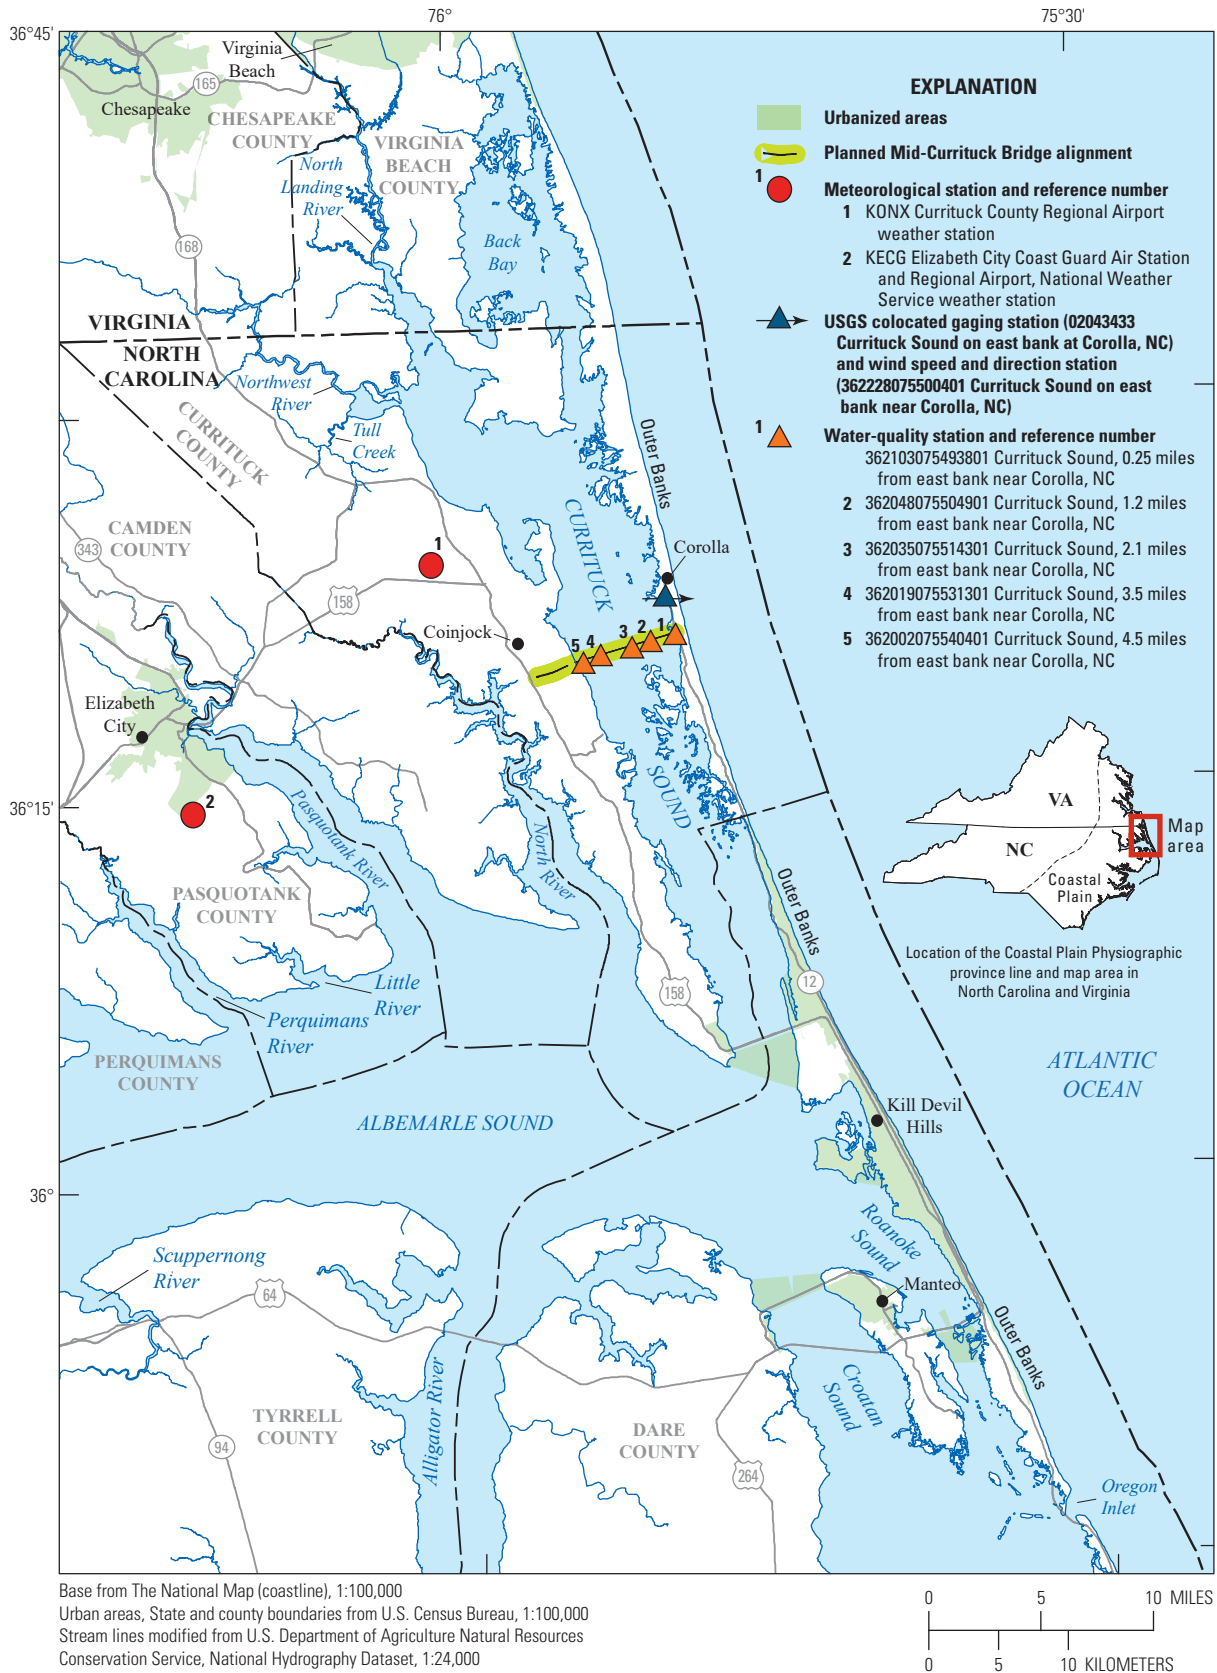 76°
75°30'
36°45'
Virginia
Beach
165
Chesapeake
CHESAPEAKE
COUNTY
VIRGINIA
BEACH
COUNTY
North
Landing
River
168
Back
Bay
VIRGINIA
NORTH
CAROLINA
Northwest
River
Tull
Creek
CURRITUCK
COUNTY
Outer Banks
CAMDEN
COUNTY
343
1
CURRITUCK
Corolla
158
Coinjock
5
4
3
2
1
Elizabeth
City
SOUND
36°15'
2
Pasquotank River
North River
PASQUOTANK
COUNTY
Outer Banks
Little
River
158
12
Perquimans
River
PERQUIMANS
COUNTY
ALBEMARLE SOUND
Kill Devil
Hills
ATLANTIC
OCEAN
36°
Roanoke
Sound
Scuppernong
River
64
Manteo
Outer Banks
Alligator River
Croatan
Sound
TYRRELL
COUNTY
DARE
COUNTY
94
264
Oregon
Inlet
EXPLANATION
Urbanized areas
Planned Mid-Currituck Bridge alignment
1
Meteorological station and reference number
1 KONX Currituck County Regional Airport
weather station
2 KECG Elizabeth City Coast Guard Air Station
and Regional Airport, National Weather
Service weather station
USGS colocated gaging station (02043433
Currituck Sound on east bank at Corolla, NC)
and wind speed and direction station
(362228075500401 Currituck Sound on east
bank near Corolla, NC)
1
Water-quality station and reference number
362103075493801 Currituck Sound, 0.25 miles
from east bank near Corolla, NC
2 362048075504901 Currituck Sound, 1.2 miles
from east bank near Corolla, NC
3 362035075514301 Currituck Sound, 2.1 miles
from east bank near Corolla, NC
4 362019075531301 Currituck Sound, 3.5 miles
from east bank near Corolla, NC
5 362002075540401 Currituck Sound, 4.5 miles
from east bank near Corolla, NC
VA
NC
Coastal
Plain
Map
area
Location of the Coastal Plain Physiographic
province line and map area in
North Carolina and Virginia
Base from The National Map (coastline), 1:100,000
Urban areas, State and county boundaries from U.S. Census Bureau, 1:100,000
Stream lines modified from U.S. Department of Agriculture Natural Resources
Conservation Service, National Hydrography Dataset, 1:24,000
0 5 10 MILES
0 5 10 KILOMETERS